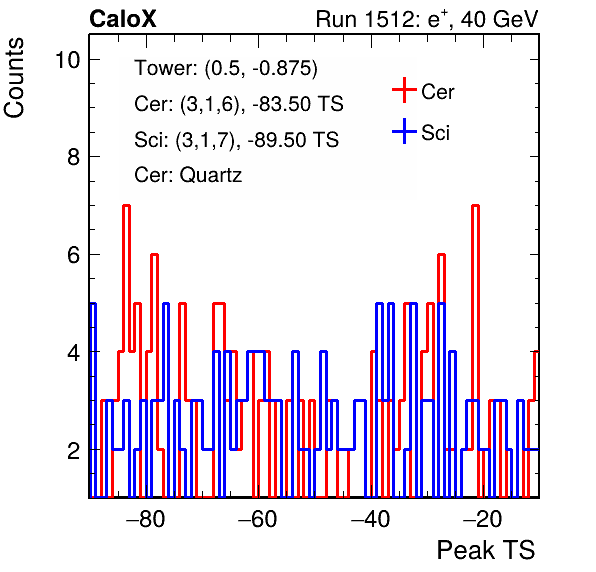 CaloX Run 1512: e⁺, 40 GeV
Counts
Tower: (0.5, -0.875)
Cer: (3,1,6), -83.50 TS
Sci: (3,1,7), -89.50 TS
Cer: Quartz
Cer
Sci
10
8
6
4
2
−80 −60 −40 −20
Peak TS